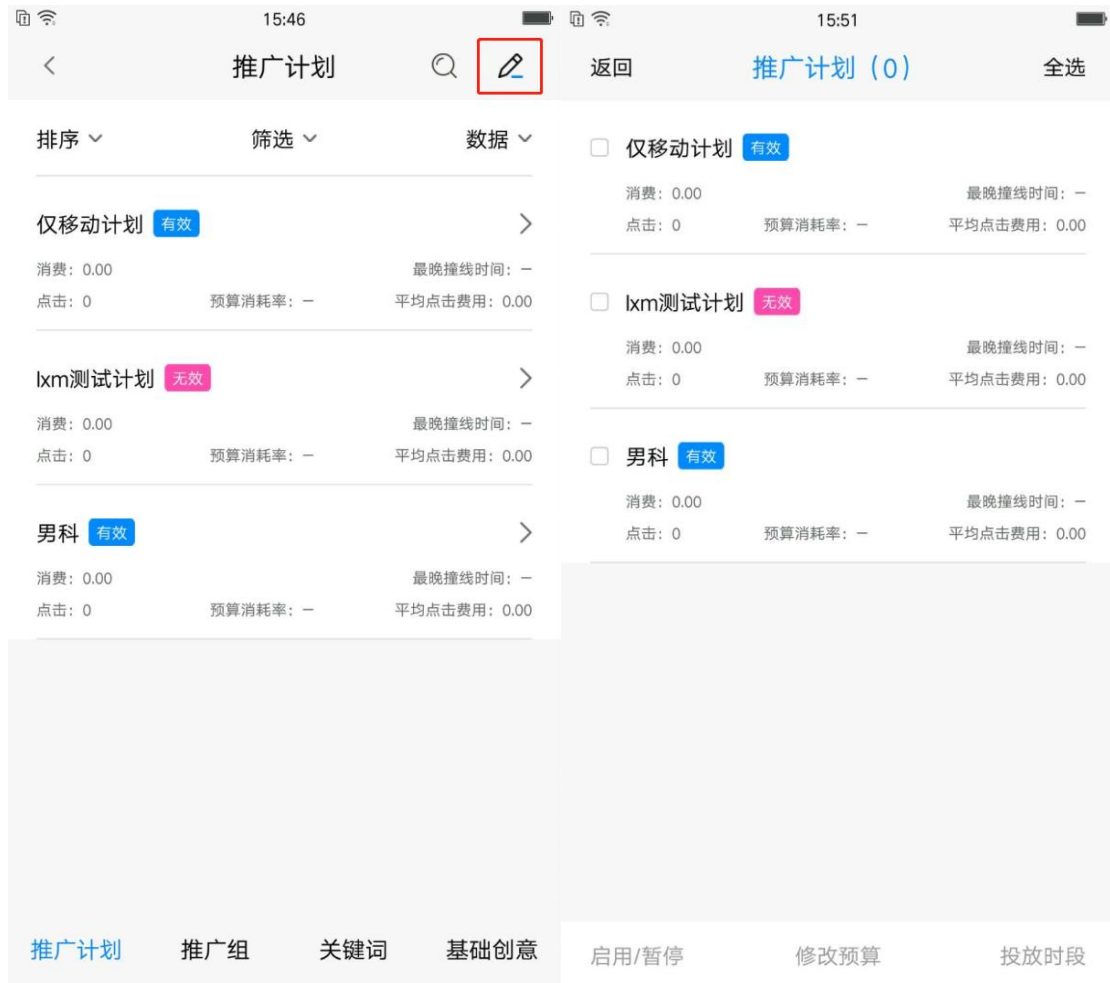 15:46
推广计划
排序 筛选 数据
仅移动计划 有效
消费：0.00 最晚撞线时间：—
点击：0 预算消耗率：— 平均点击费用：0.00
lxm测试计划 无效
消费：0.00 最晚撞线时间：—
点击：0 预算消耗率：— 平均点击费用：0.00
男科 有效
消费：0.00 最晚撞线时间：—
点击：0 预算消耗率：— 平均点击费用：0.00
推广计划 推广组 关键词 基础创意
15:51
返回 推广计划（0） 全选
仅移动计划 有效
消费：0.00 最晚撞线时间：—
点击：0 预算消耗率：— 平均点击费用：0.00
lxm测试计划 无效
消费：0.00 最晚撞线时间：—
点击：0 预算消耗率：— 平均点击费用：0.00
男科 有效
消费：0.00 最晚撞线时间：—
点击：0 预算消耗率：— 平均点击费用：0.00
启用/暂停 修改预算 投放时段